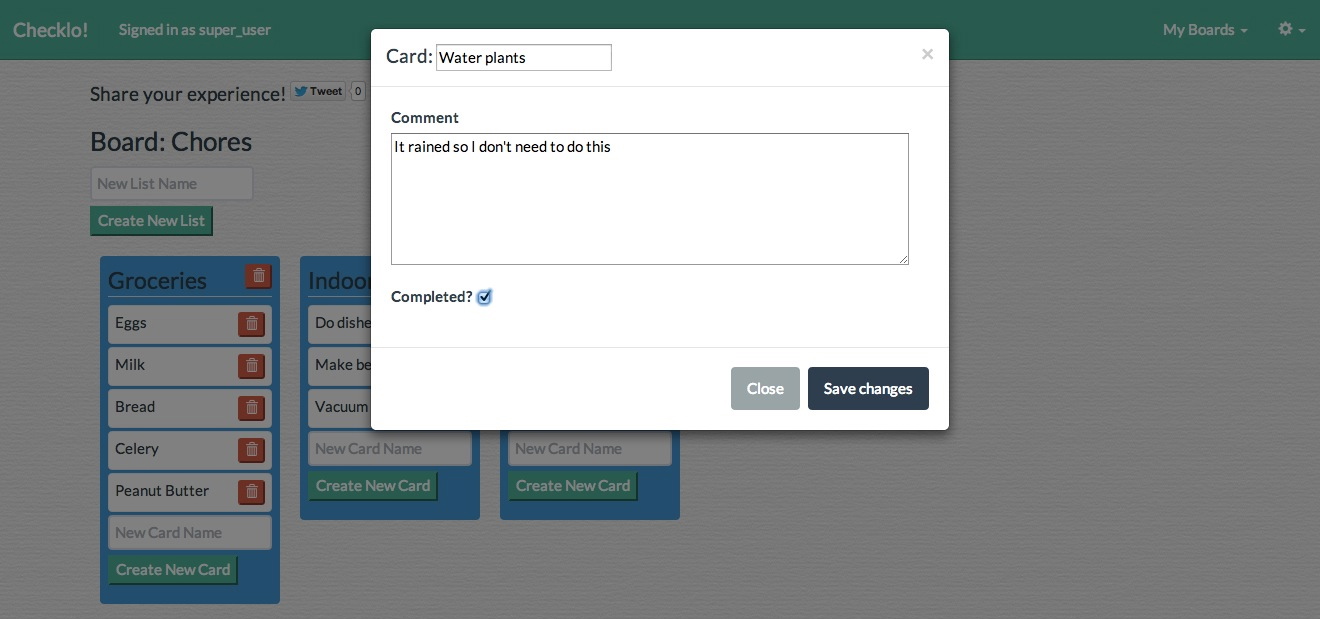 Checklo!
Signed in as super_user
My Boards
Share your experience!
Tweet
0
Board: Chores
New List Name
Create New List
Card: Water plants
×
Comment
It rained so I don't need to do this
Completed?
Close
Save changes
Groceries
Eggs
Milk
Bread
Celery
Peanut Butter
New Card Name
Create New Card
Indoor
Do dishe
Make be
Vacuum
New Card Name
Create New Card
New Card Name
Create New Card